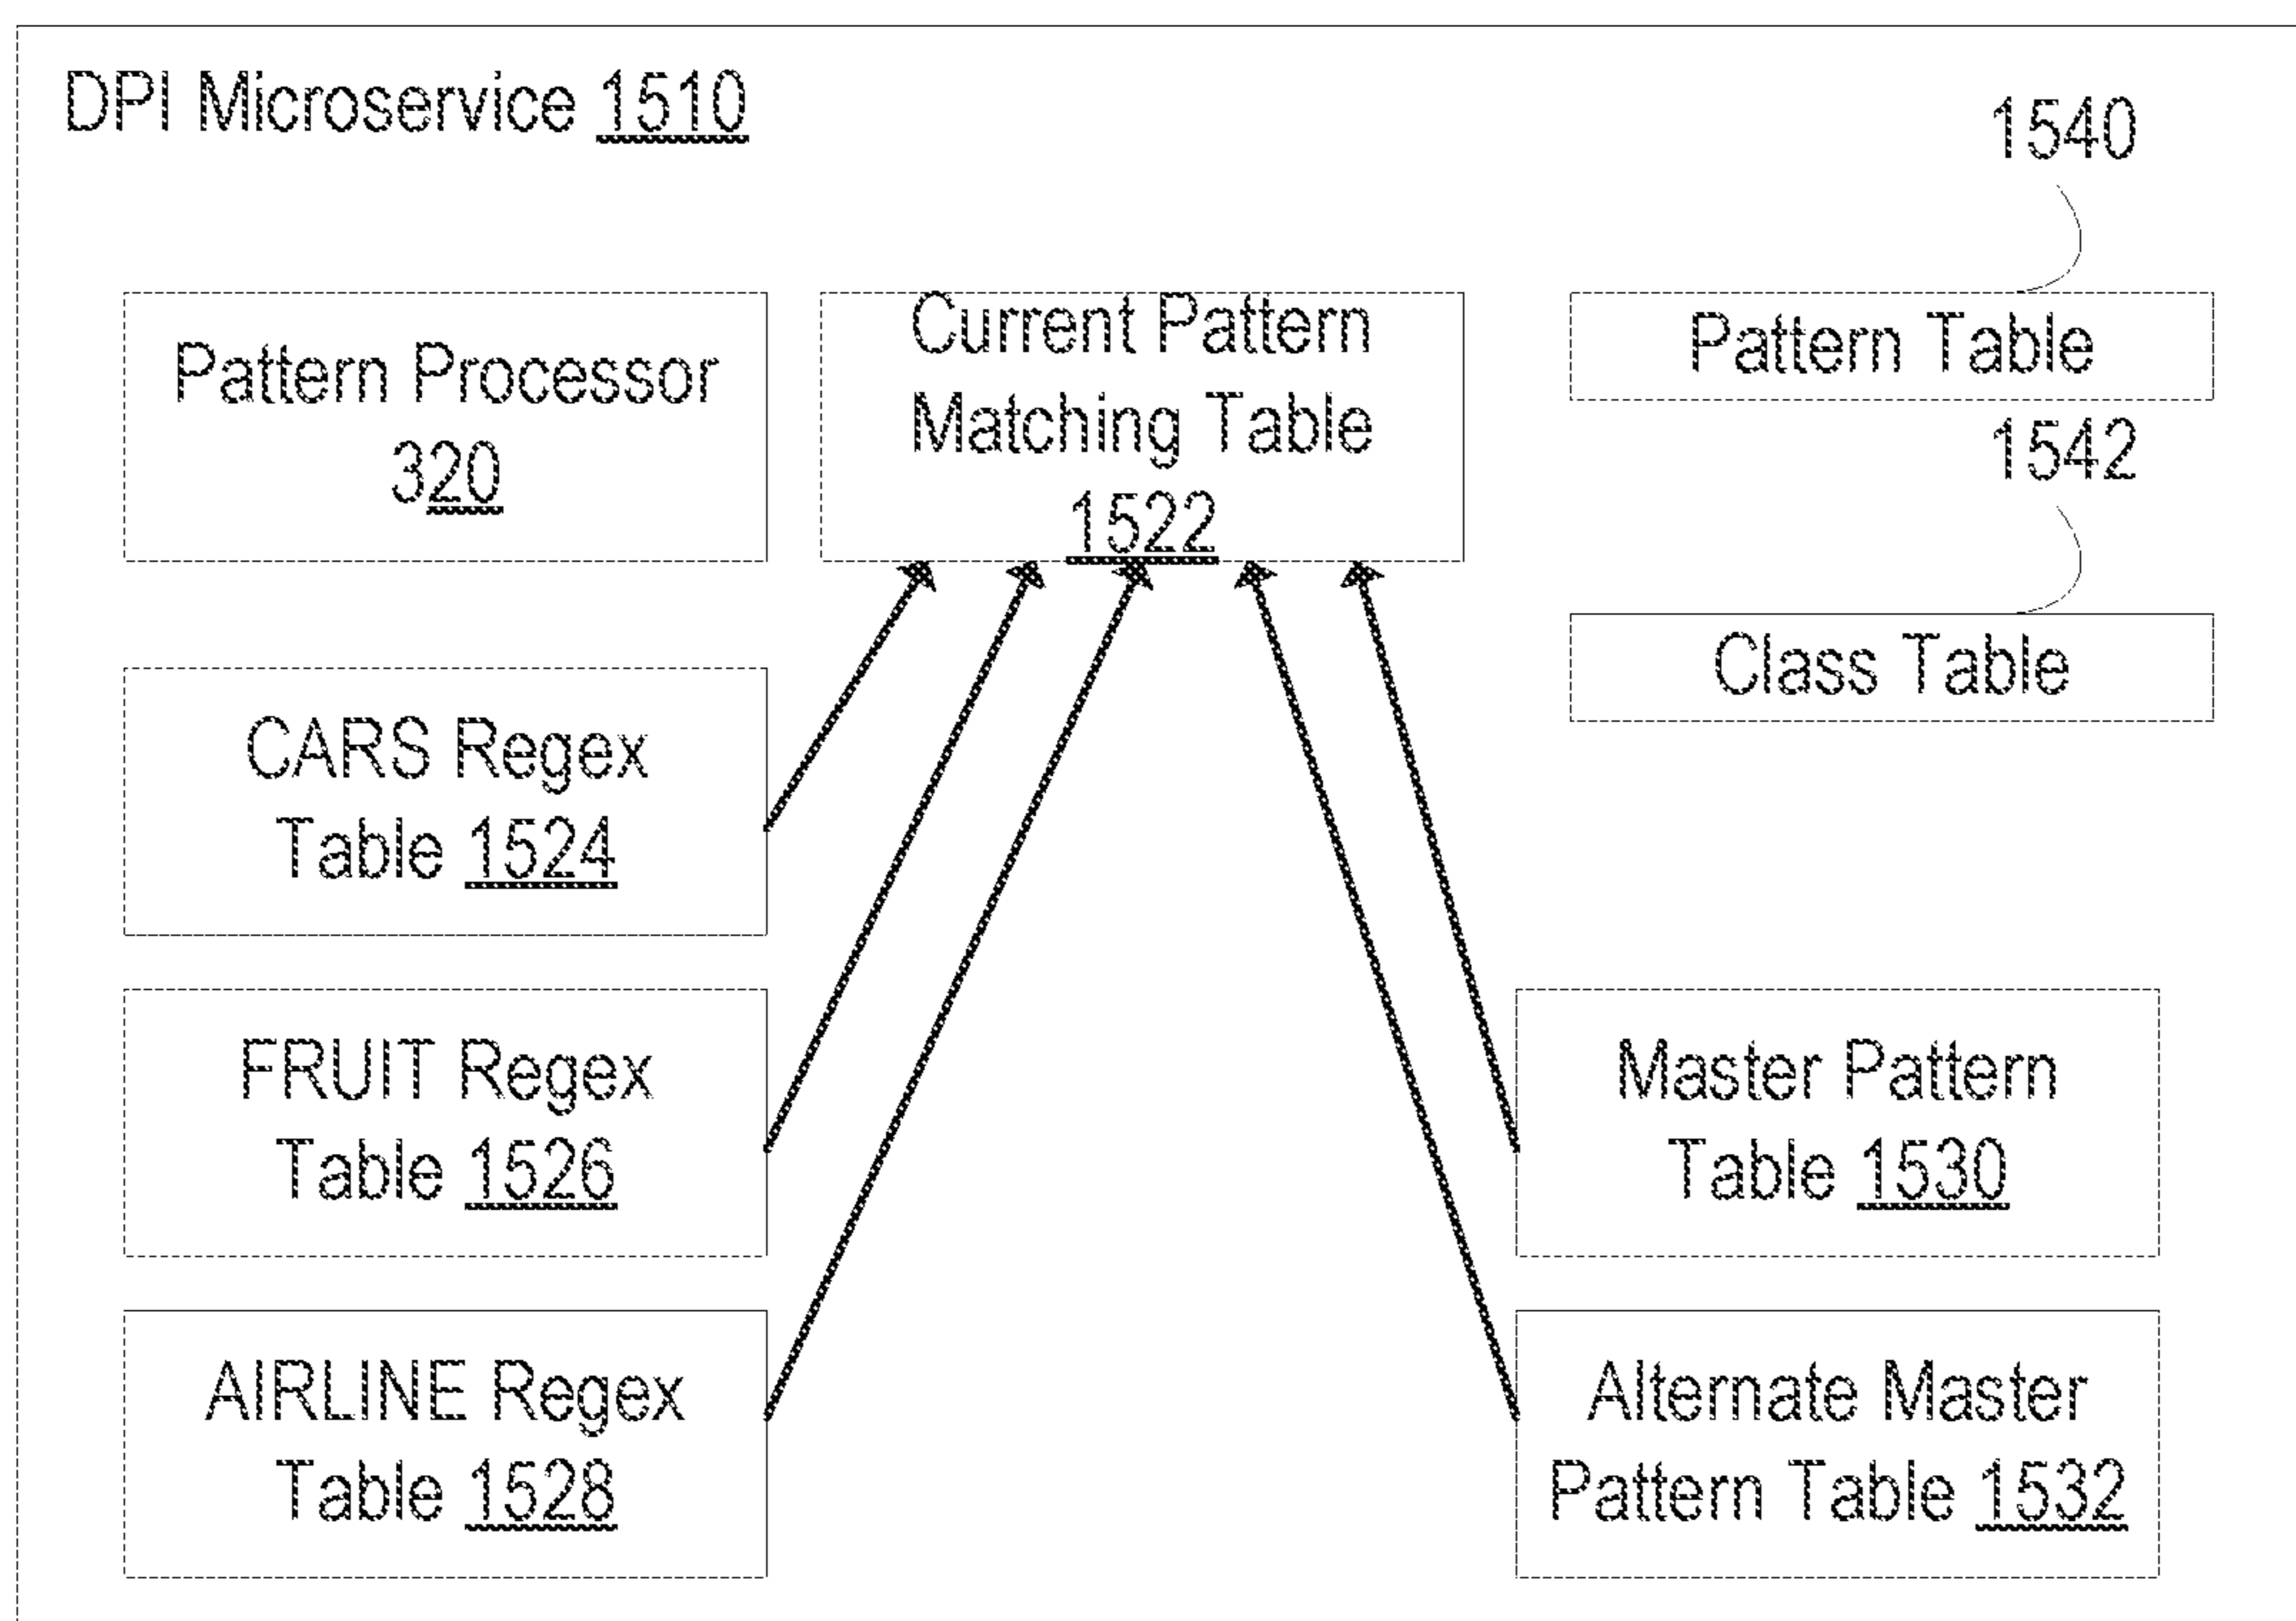 DPI Microservice 1510
1540
Pattern Processor
320
Current Pattern
Matching Table
1522
Pattern Table
1542
Class Table
CARS Regex
Table 1524
FRUIT Regex
Table 1526
Master Pattern
Table 1530
AIRLINE Regex
Table 1528
Alternate Master
Pattern Table 1532